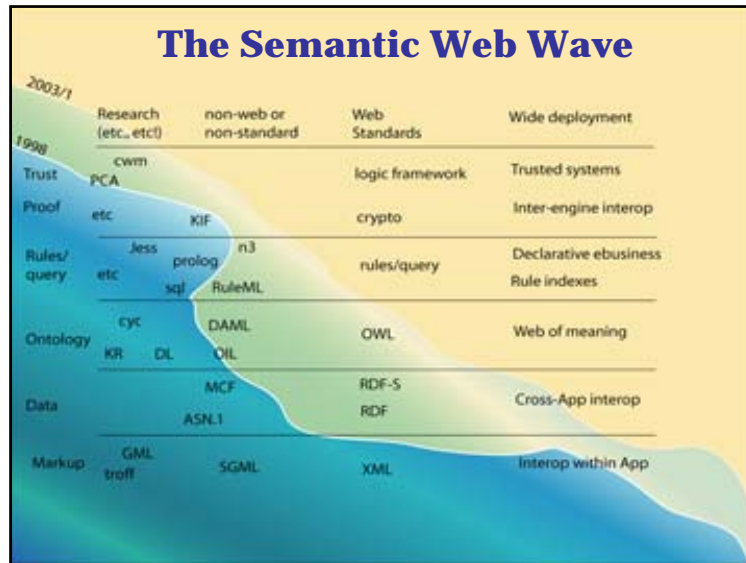 The Semantic Web Wave
2003/1
Research non-web or Web Wide deployment
(etc., etc!) non-standard Standards
1998
cwm
Trust PCA logic framework Trusted systems
Proof etc KIF crypto Inter-engine interop
Jess n3
Rules/ prolog rules/query Declarative ebusiness
query etc sql RuleML Rule indexes
cyc DAML
Ontology OWL Web of meaning
KR DL OIL
MCF RDF-S
Data Cross-App interop
ASN.1 RDF
GML
Markup troff SGML XML Interop within App